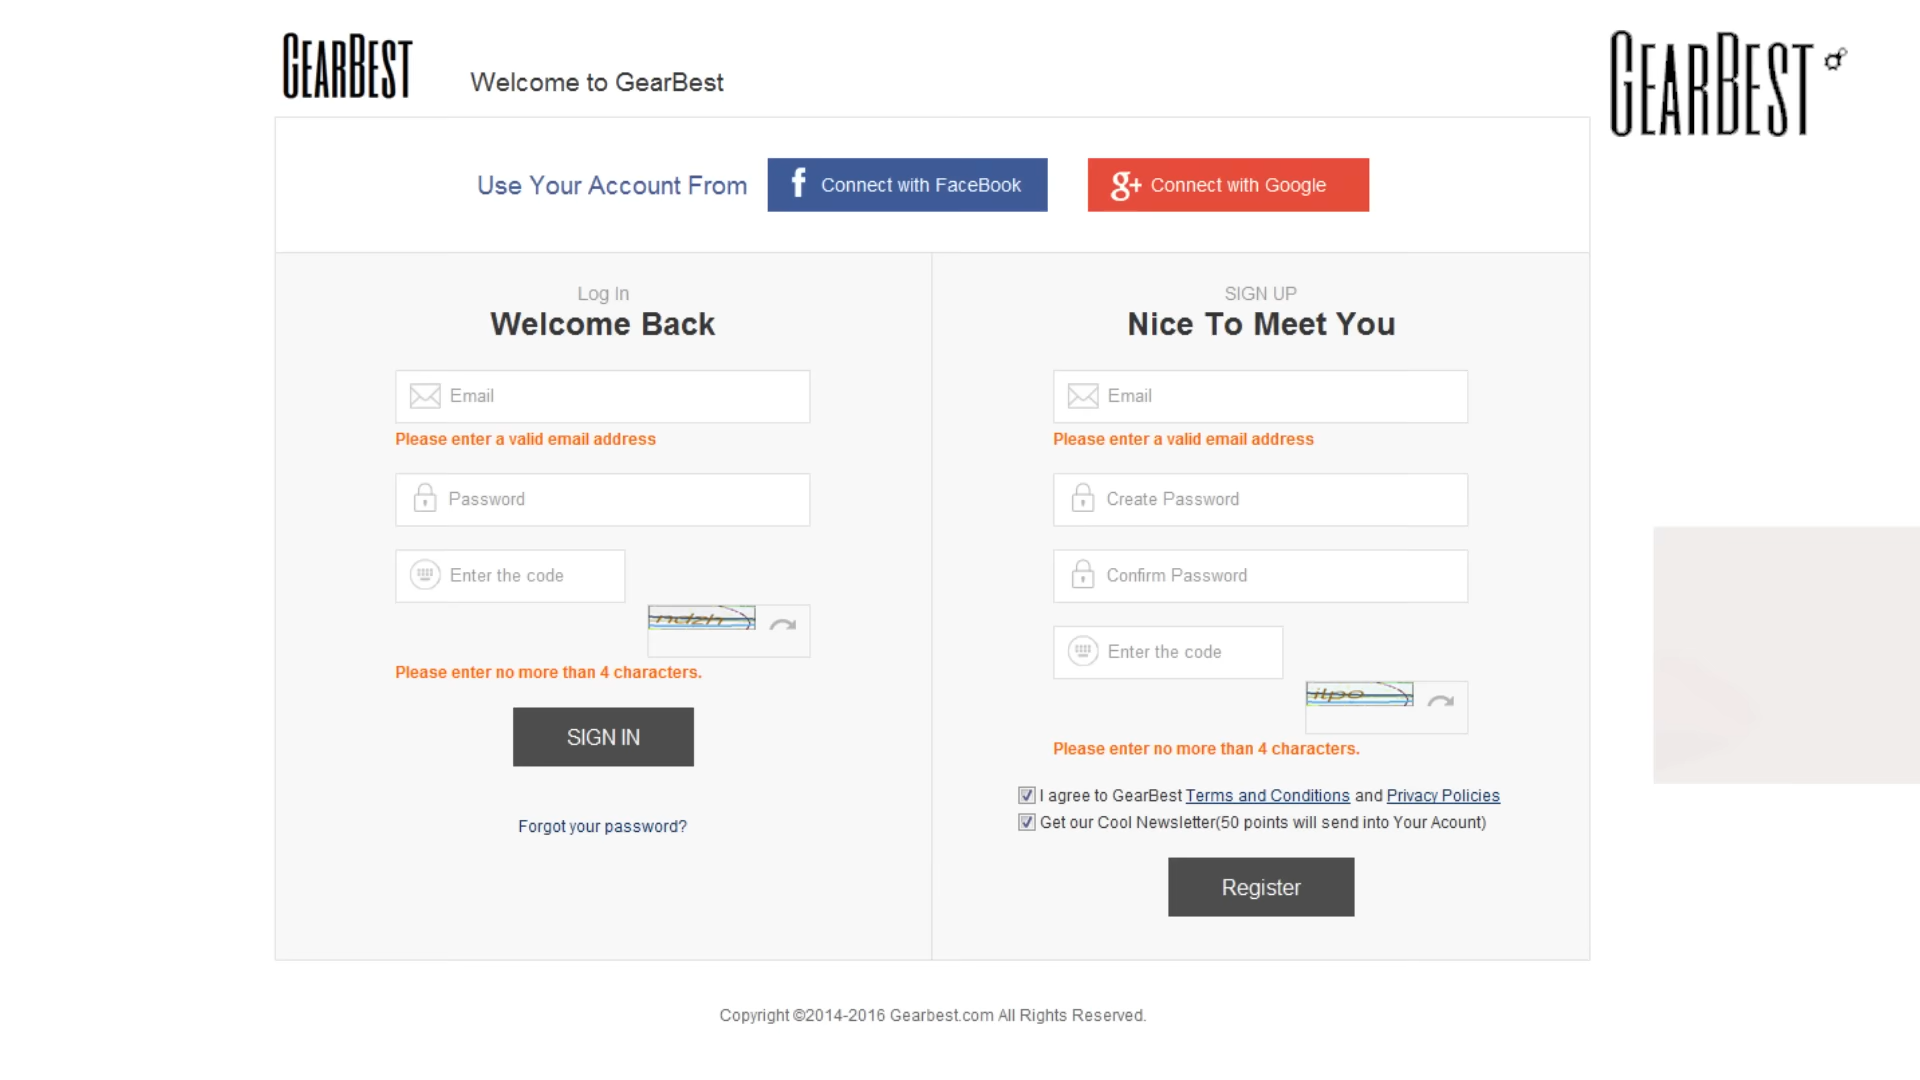 GEARBEST
Welcome to GearBest
GEARBEST
Use Your Account From
f Connect with FaceBook
g+ Connect with Google
Log In
Welcome Back
Email
Please enter a valid email address
Password
Enter the code
ndzh
Please enter no more than 4 characters.
SIGN IN
Forgot your password?
SIGN UP
Nice To Meet You
Email
Please enter a valid email address
Create Password
Confirm Password
Enter the code
Please enter no more than 4 characters.
I agree to GearBest Terms and Conditions and Privacy Policies
Get our Cool Newsletter(50 points will send into Your Acount)
Register
Copyright ©2014-2016 Gearbest.com All Rights Reserved.